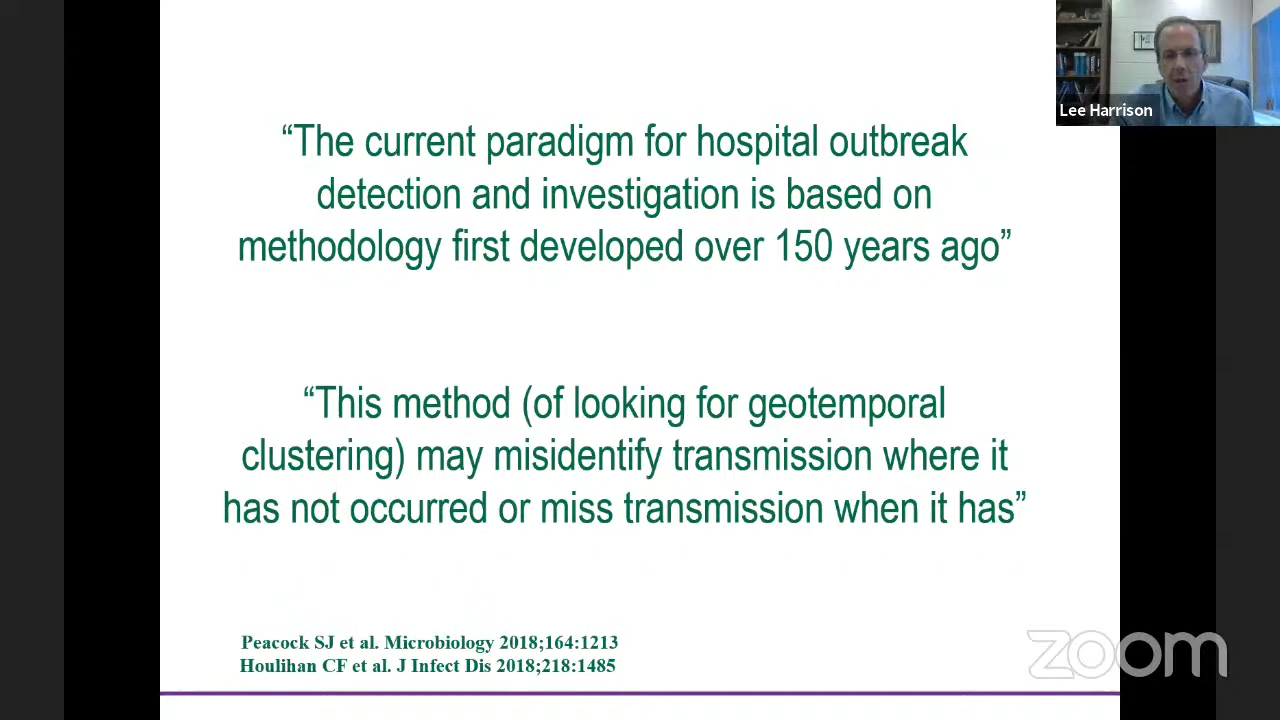 Lee Harrison
“The current paradigm for hospital outbreak
detection and investigation is based on
methodology first developed over 150 years ago”
“This method (of looking for geotemporal
clustering) may misidentify transmission where it
has not occurred or miss transmission when it has”
Peacock SJ et al. Microbiology 2018;164:1213
Houlihan CF et al. J Infect Dis 2018;218:1485
zoom